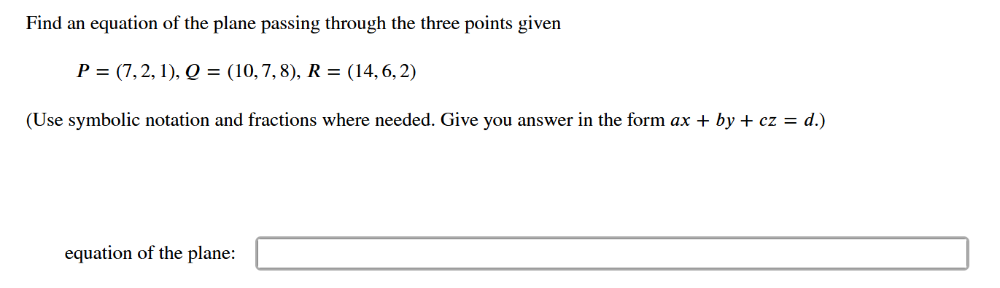 Find an equation of the plane passing through the three points given
P = (7, 2, 1), Q = (10, 7, 8), R = (14, 6, 2)
(Use symbolic notation and fractions where needed. Give you answer in the form ax + by + cz = d.)
equation of the plane: